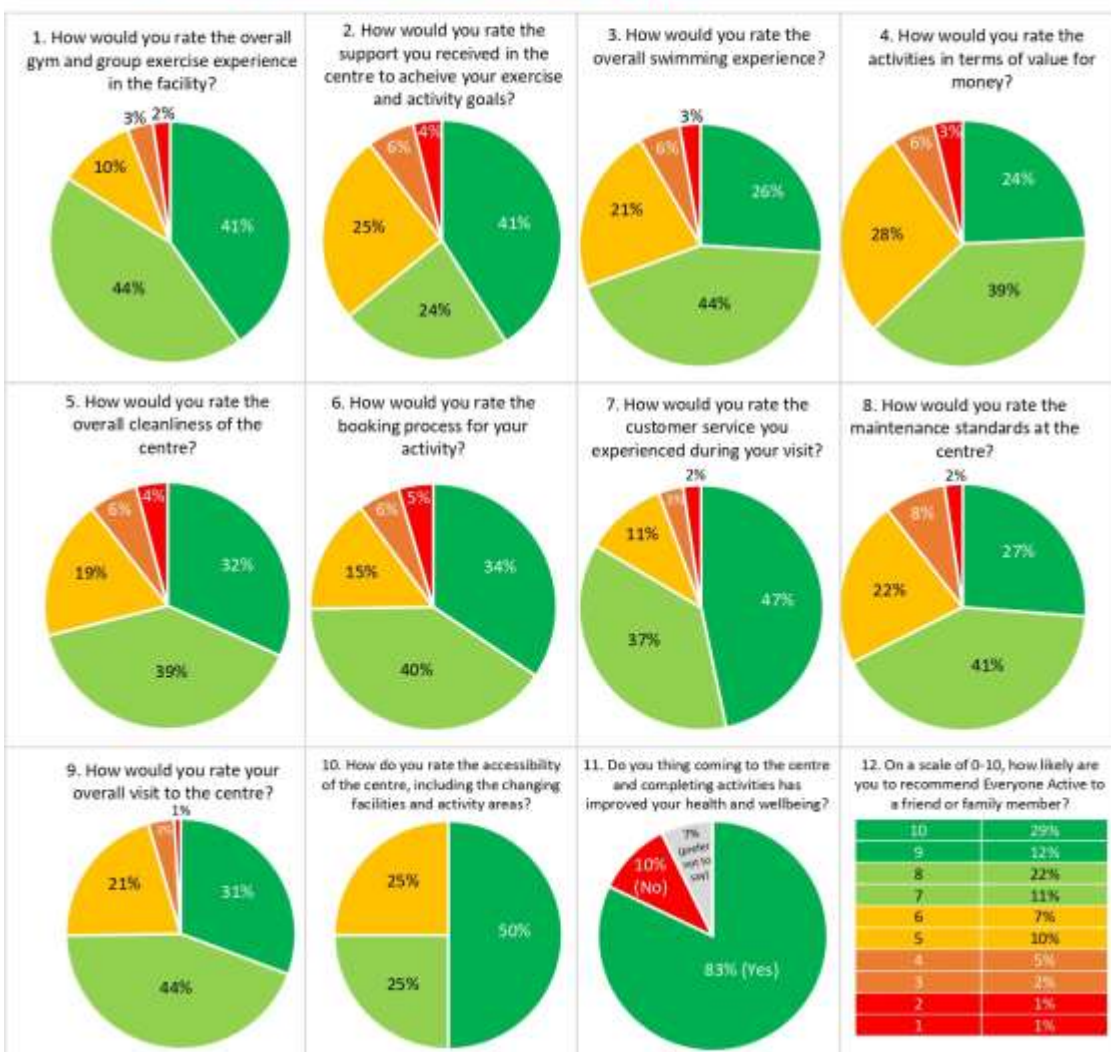 1. How would you rate the overall
gym and group exercise experience
in the facility?
3% 2%
10%
41%
44%
2. How would you rate the
support you received in the
centre to acheive your exercise
and activity goals?
4%
6%
25%
41%
24%
3. How would you rate the
overall swimming experience?
3%
6%
26%
21%
44%
4. How would you rate the
activities in terms of value for
money?
3%
6%
24%
28%
39%
5. How would you rate the
overall cleanliness of the
centre?
4%
6%
32%
19%
39%
6. How would you rate the
booking process for your
activity?
5%
6%
34%
15%
40%
7. How would you rate the
customer service you
experienced during your visit?
2%
3%
11%
47%
37%
8. How would you rate the
maintenance standards at the
centre?
2%
8%
27%
22%
41%
9. How would you rate your
overall visit to the centre?
1%
31%
21%
44%
10. How do you rate the accessibility
of the centre, including the changing
facilities and activity areas?
25%
50%
25%
11. Do you thing coming to the centre
and completing activities has
improved your health and wellbeing?
7%
(prefer
not to
say)
10%
(No)
83% (Yes)
12. On a scale of 0-10, how likely are
you to recommend Everyone Active to
a friend or family member?
10 29%
9 12%
8 22%
7 11%
6 7%
5 10%
4 5%
3 2%
2 1%
1 1%